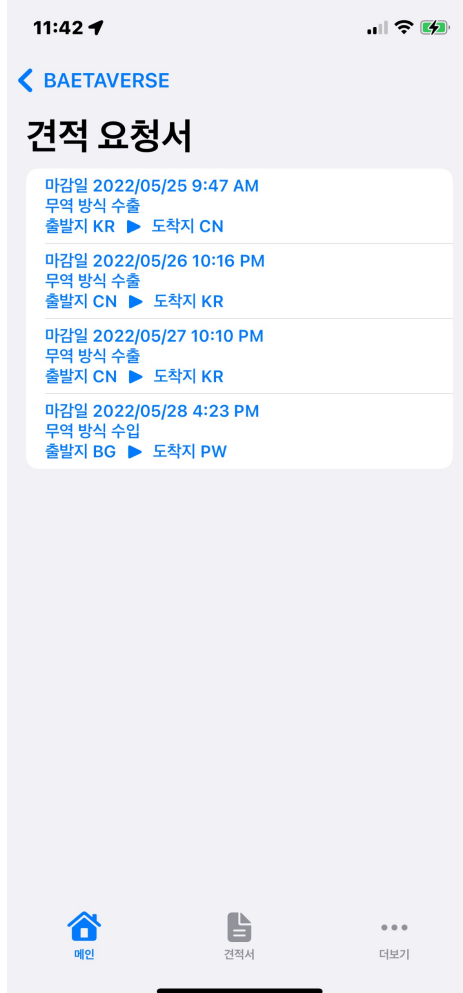 11:42
BAETAVERSE
견적 요청서
마감일 2022/05/25 9:47 AM
무역 방식 수출
출발지 KR ▶ 도착지 CN
마감일 2022/05/26 10:16 PM
무역 방식 수출
출발지 CN ▶ 도착지 KR
마감일 2022/05/27 10:10 PM
무역 방식 수출
출발지 CN ▶ 도착지 KR
마감일 2022/05/28 4:23 PM
무역 방식 수입
출발지 BG ▶ 도착지 PW
메인 견적서 더보기